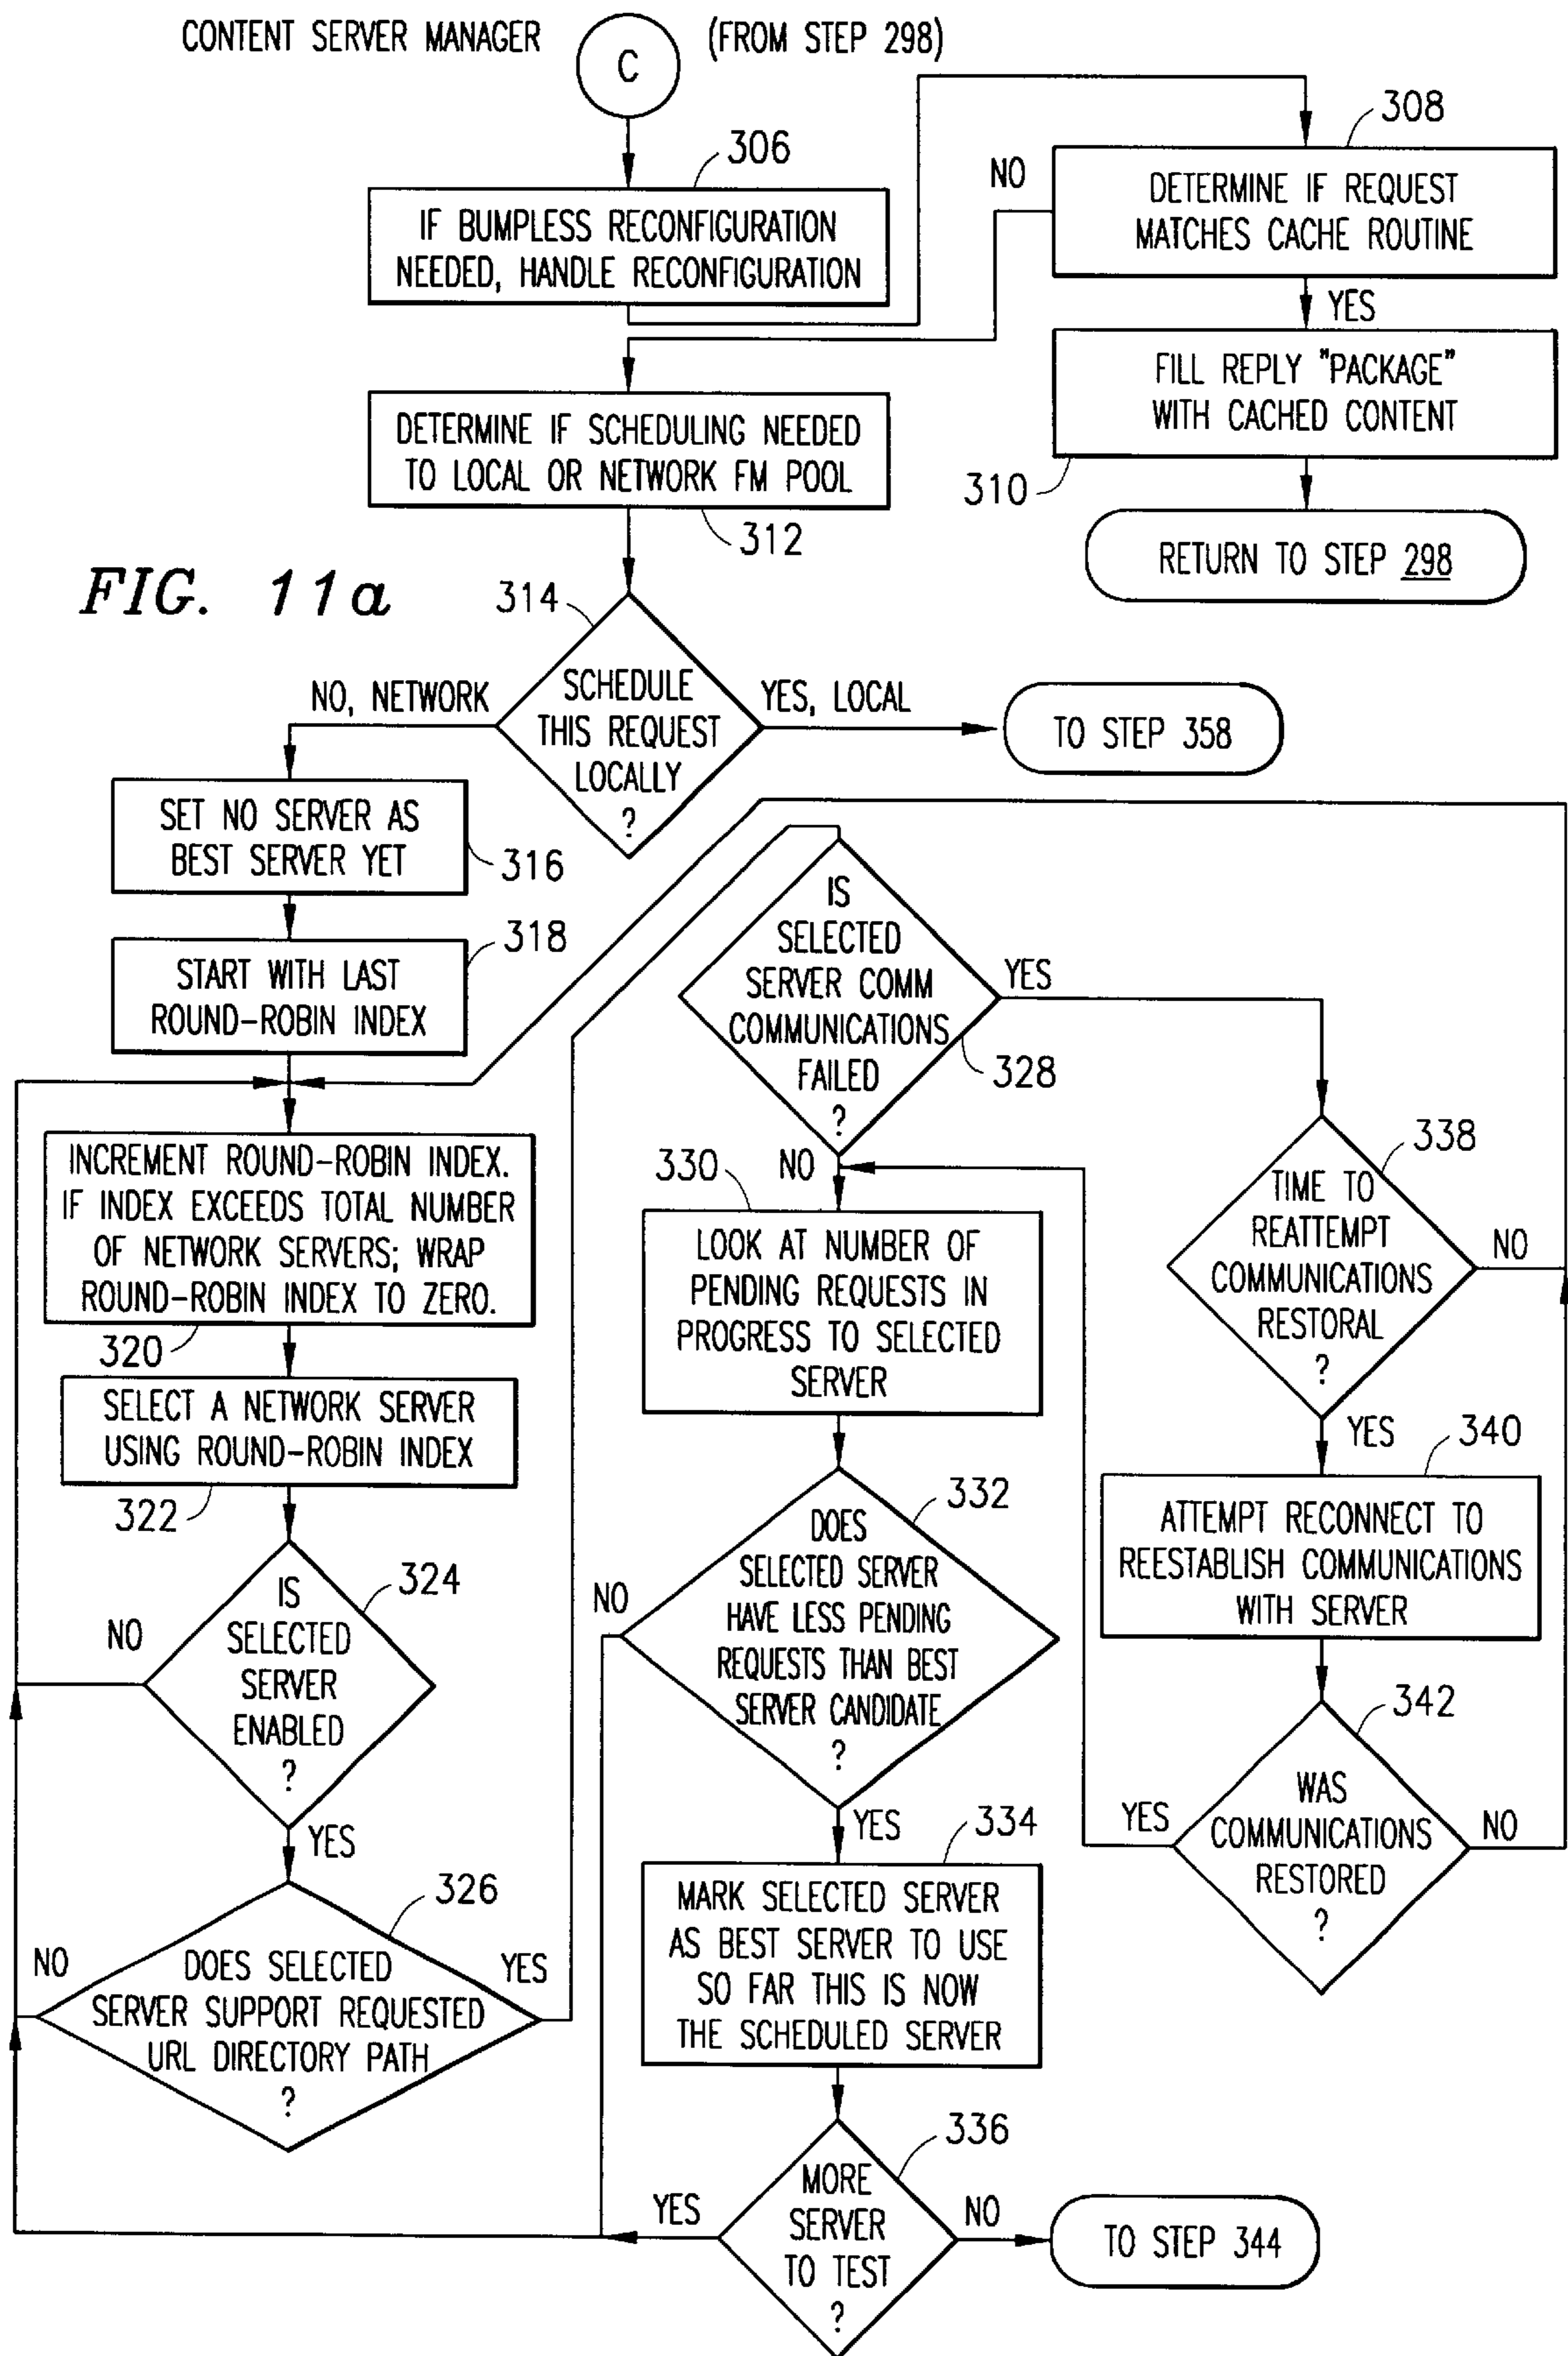 CONTENT SERVER MANAGER
C
(FROM STEP 298)
306
IF BUMPLESS RECONFIGURATION
NEEDED, HANDLE RECONFIGURATION
308
NO
DETERMINE IF REQUEST
MATCHES CACHE ROUTINE
YES
FILL REPLY "PACKAGE"
WITH CACHED CONTENT
310
RETURN TO STEP 298
DETERMINE IF SCHEDULING NEEDED
TO LOCAL OR NETWORK FM POOL
312
FIG. 11a
314
SCHEDULE
THIS REQUEST
LOCALLY
?
NO, NETWORK
YES, LOCAL
TO STEP 358
SET NO SERVER AS
BEST SERVER YET
316
START WITH LAST
ROUND-ROBIN INDEX
318
INCREMENT ROUND-ROBIN INDEX.
IF INDEX EXCEEDS TOTAL NUMBER
OF NETWORK SERVERS; WRAP
ROUND-ROBIN INDEX TO ZERO.
320
SELECT A NETWORK SERVER
USING ROUND-ROBIN INDEX
322
IS
SELECTED
SERVER
ENABLED
?
324
NO
YES
DOES SELECTED
SERVER SUPPORT REQUESTED
URL DIRECTORY PATH
?
326
NO
YES
IS
SELECTED
SERVER COMM
COMMUNICATIONS
FAILED
?
328
YES
NO
330
LOOK AT NUMBER OF
PENDING REQUESTS IN
PROGRESS TO SELECTED
SERVER
332
DOES
SELECTED SERVER
HAVE LESS PENDING
REQUESTS THAN BEST
SERVER CANDIDATE
?
NO
YES
334
MARK SELECTED SERVER
AS BEST SERVER TO USE
SO FAR THIS IS NOW
THE SCHEDULED SERVER
336
MORE
SERVER
TO TEST
?
YES
NO
TO STEP 344
338
TIME TO
REATTEMPT
COMMUNICATIONS
RESTORAL
?
NO
YES
340
ATTEMPT RECONNECT TO
REESTABLISH COMMUNICATIONS
WITH SERVER
342
WAS
COMMUNICATIONS
RESTORED
?
YES
NO